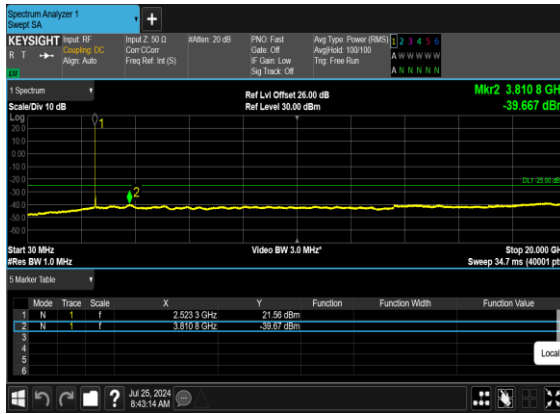 Spectrum Analyzer 1
Swept SA
+
KEYSIGHT Input: RF Input Z: 50 Ω #Atten: 20 dB PNO: Fast Avg Type: Power (RMS) 1 2 3 4 5 6
R T Coupling: DC Corr CCorr Gate: Off Avg|Hold: 100/100 A W W W W W
Align: Auto Freq Ref: Int (S) IF Gain: Low Trig: Free Run
Sig Track: Off A N N N N N
1 Spectrum
Scale/Div 10 dB
Ref Lvl Offset 26.00 dB
Ref Level 30.00 dBm
Mkr2 3.810 8 GH
-39.667 dB
Log
20.0
10.0
0.00
-10.0
-20.0
-30.0
-40.0
-50.0
-60.0
1
2
DL1 -25.00 dB
Start 30 MHz Video BW 3.0 MHz* Stop 20.000 GH
#Res BW 1.0 MHz Sweep 34.7 ms (40001 pt
5 Marker Table
Mode Trace Scale X Y Function Function Width Function Value
1 N 1 f 2.523 3 GHz 21.56 dBm
2 N 1 f 3.810 8 GHz -39.67 dBm
3
4
5
6
Local
? Jul 25, 2024
8:43:14 AM